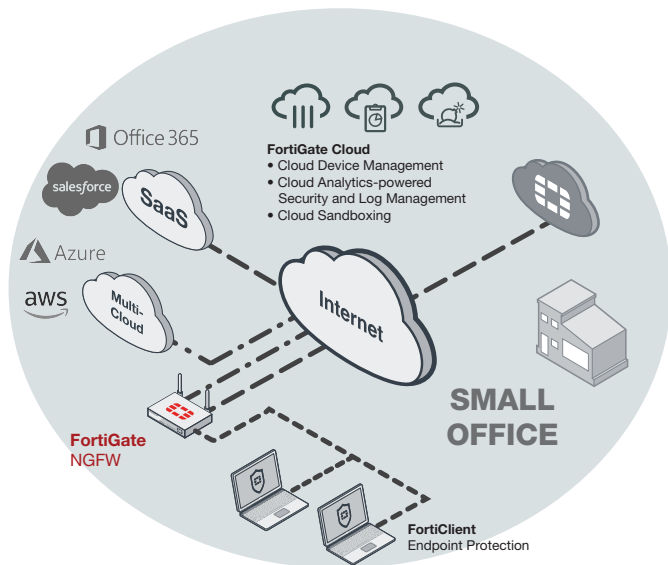 Office 365
salesforce
SaaS
Azure
aws
Multi-
Cloud
FortiGate Cloud
• Cloud Device Management
• Cloud Analytics-powered
Security and Log Management
• Cloud Sandboxing
Internet
SMALL
OFFICE
FortiGate
NGFW
FortiClient
Endpoint Protection